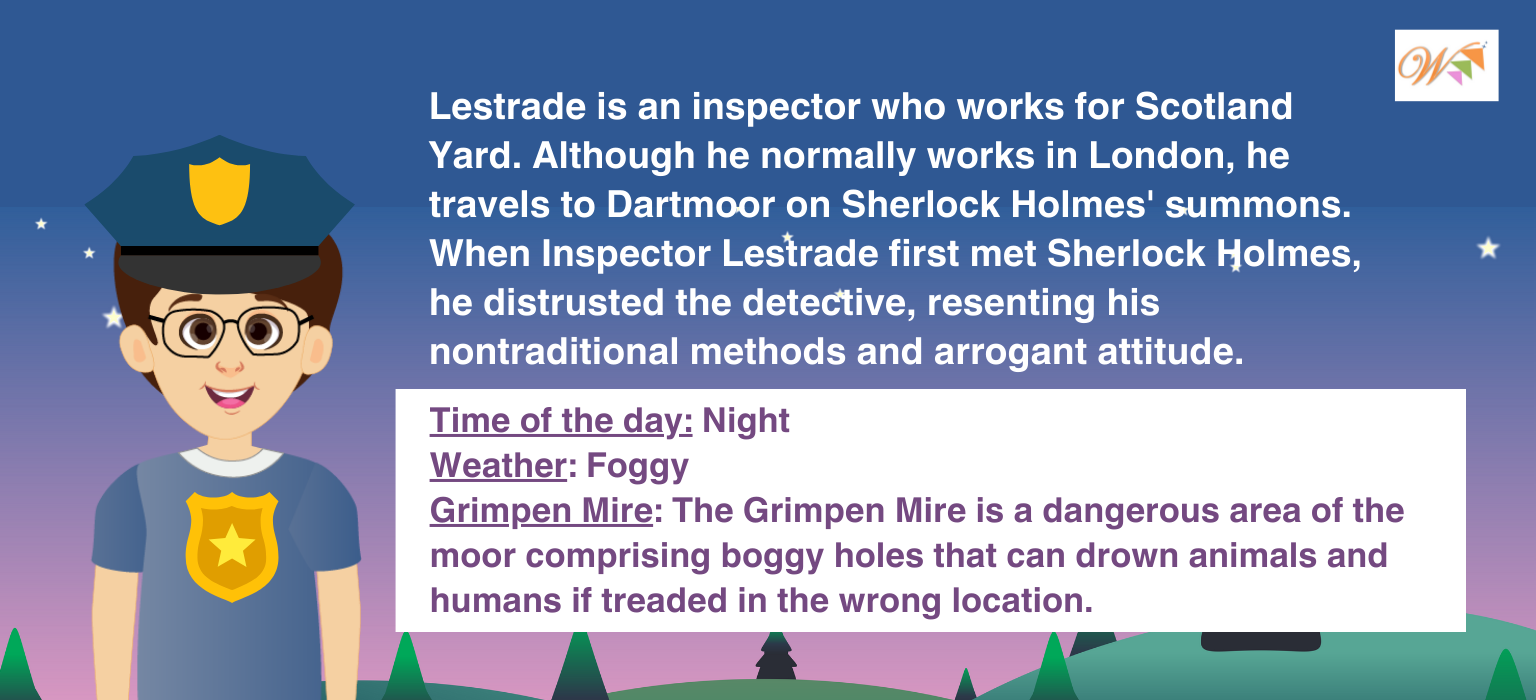 W
Lestrade is an inspector who works for Scotland
Yard. Although he normally works in London, he
travels to Dartmoor on Sherlock Holmes' summons.
When Inspector Lestrade first met Sherlock Holmes,
he distrusted the detective, resenting his
nontraditional methods and arrogant attitude.
Time of the day: Night
Weather: Foggy
Grimpen Mire: The Grimpen Mire is a dangerous area of the
moor comprising boggy holes that can drown animals and
humans if treaded in the wrong location.